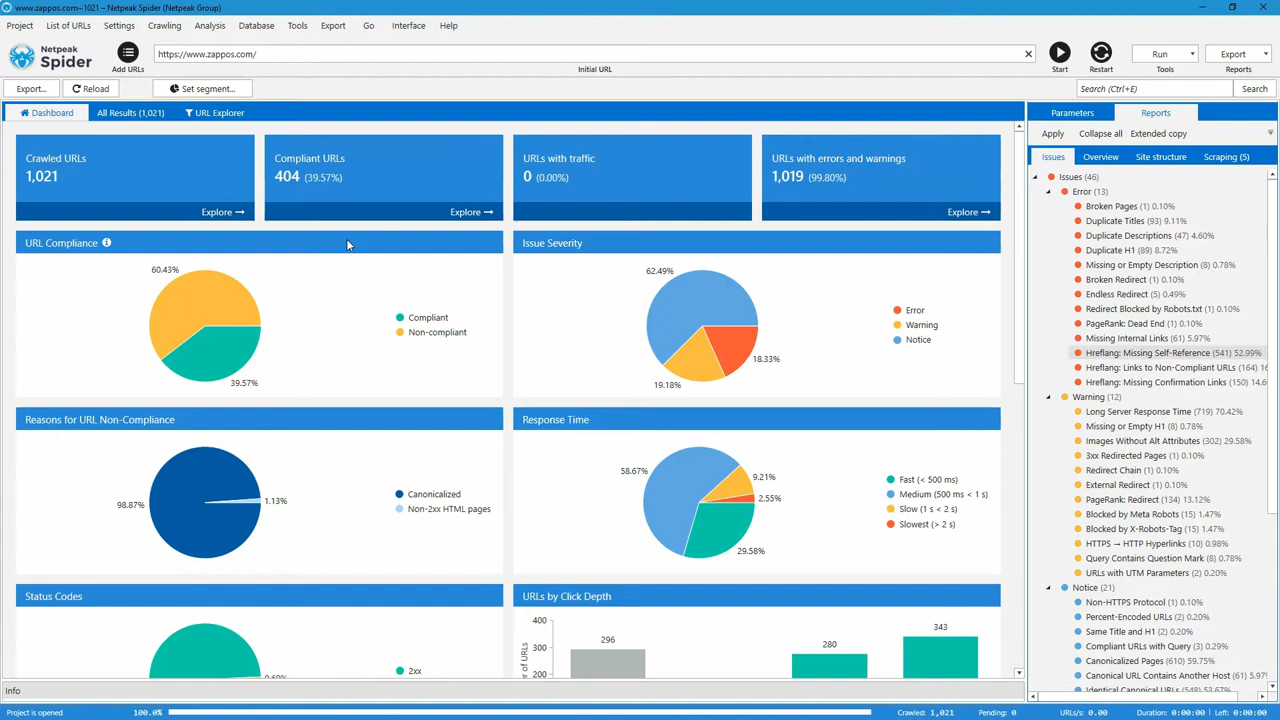 www.zappos.com~1021 – Netpeak Spider (Netpeak Group)
Project List of URLs Settings Crawling Analysis Database Tools Export Go Interface Help
Netpeak Spider
Add URLs
https://www.zappos.com/
Initial URL
Start
Restart
Run
Tools
Export
Reports
Export... Reload Set segment...
Search (Ctrl+E) Search
Dashboard All Results (1,021) URL Explorer
Crawled URLs
1,021
Explore →
Compliant URLs
404 (39.57%)
Explore →
URLs with traffic
0 (0.00%)
URLs with errors and warnings
1,019 (99.80%)
Explore →
URL Compliance
60.43%
39.57%
Compliant
Non-compliant
Issue Severity
62.49%
18.33%
19.18%
Error
Warning
Notice
Reasons for URL Non-Compliance
98.87%
1.13%
Canonicalized
Non-2xx HTML pages
Response Time
58.67%
9.21%
2.55%
29.58%
Fast (< 500 ms)
Medium (500 ms < 1 s)
Slow (1 s < 2 s)
Slowest (> 2 s)
Status Codes
2xx
URLs by Click Depth
400
300
200
296
280
343
Parameters Reports
Apply Collapse all Extended copy
Issues Overview Site structure Scraping (5)
Issues (46)
Error (13)
Broken Pages (1) 0.10%
Duplicate Titles (93) 9.11%
Duplicate Descriptions (47) 4.60%
Duplicate H1 (89) 8.72%
Missing or Empty Description (8) 0.78%
Broken Redirect (1) 0.10%
Endless Redirect (5) 0.49%
Redirect Blocked by Robots.txt (1) 0.10%
PageRank: Dead End (1) 0.10%
Missing Internal Links (61) 5.97%
Hreflang: Missing Self-Reference (541) 52.99%
Hreflang: Links to Non-Compliant URLs (164) 16
Hreflang: Missing Confirmation Links (150) 14.6
Warning (12)
Long Server Response Time (719) 70.42%
Missing or Empty H1 (8) 0.78%
Images Without Alt Attributes (302) 29.58%
3xx Redirected Pages (1) 0.10%
Redirect Chain (1) 0.10%
External Redirect (1) 0.10%
PageRank: Redirect (134) 13.12%
Blocked by Meta Robots (15) 1.47%
Blocked by X-Robots-Tag (15) 1.47%
HTTPS → HTTP Hyperlinks (10) 0.98%
Query Contains Question Mark (8) 0.78%
URLs with UTM Parameters (2) 0.20%
Notice (21)
Non-HTTPS Protocol (1) 0.10%
Percent-Encoded URLs (2) 0.20%
Same Title and H1 (2) 0.20%
Compliant URLs with Query (3) 0.29%
Canonicalized Pages (610) 59.75%
Canonical URL Contains Another Host (61) 5.97%
Identical Canonical URLs (548) 53.67%
Info
Project is opened 100.0% Crawled: 1,021 Pending: 0 URLs/s: 0.00 Duration: 0:00:00 Left: 0:00:00